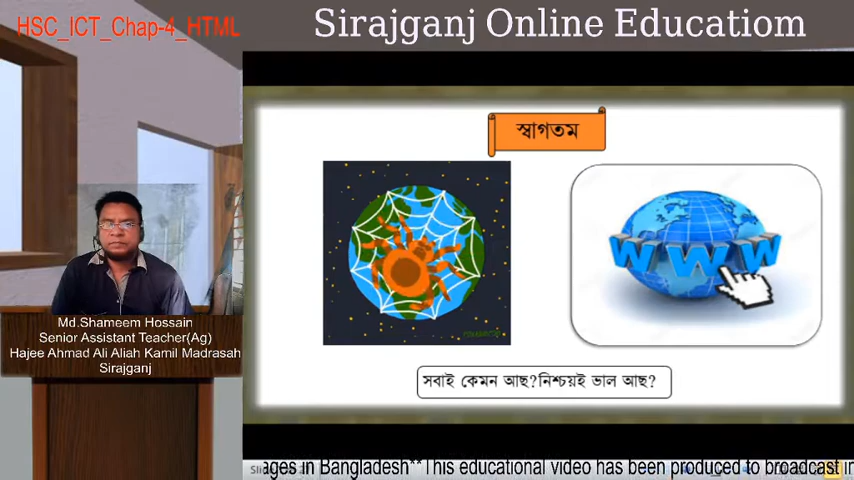 HSC_ICT_Chap-4_HTML
Sirajganj Online Educatiom
স্বাগতম
WWW
সবাই কেমন আছ?নিশ্চয়ই ভাল আছ?
Md.Shameem Hossain
Senior Assistant Teacher(Ag)
Hajee Ahmad Ali Aliah Kamil Madrasah
Sirajganj
ages in Bangladesh**This educational video has been produced to broadcast in